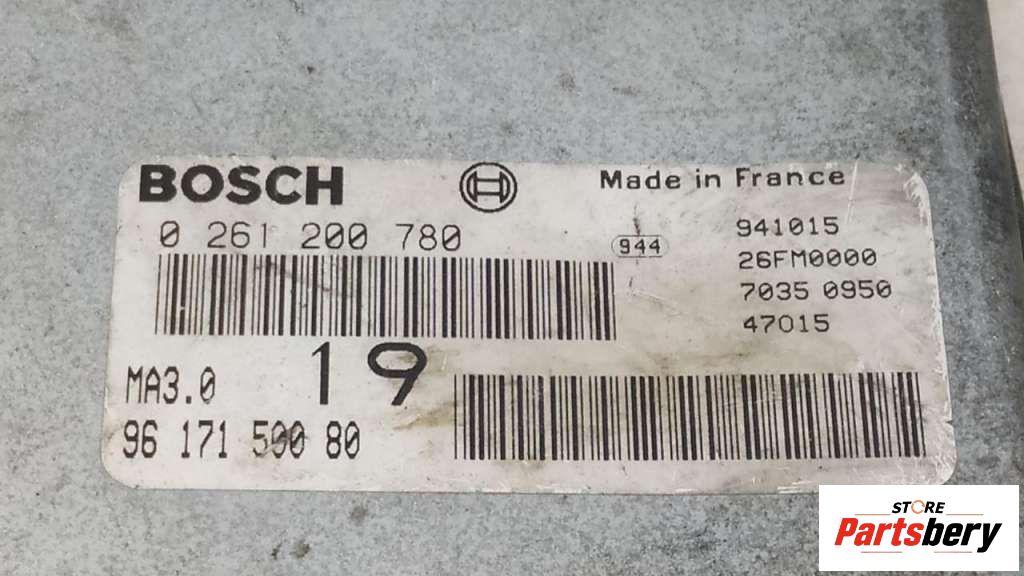 BOSCH
Made in France
0 261 200 780
944
941015
26FM0000
7035 0950
47015
MA3.0
19
96 171 500 80
STORE
Partsbery